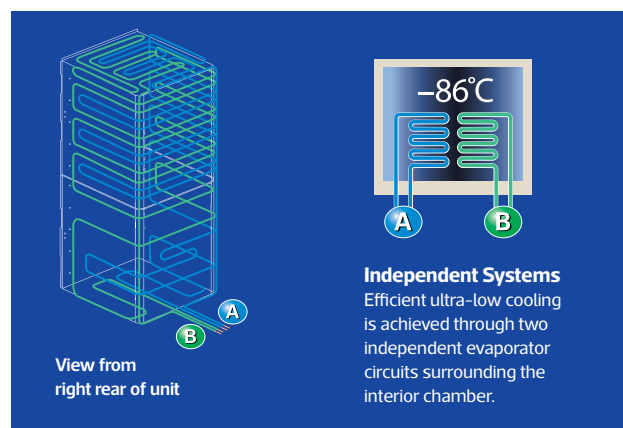 A
B
View from
right rear of unit
–86°C
A
B
Independent Systems
Efficient ultra-low cooling
is achieved through two
independent evaporator
circuits surrounding the
interior chamber.